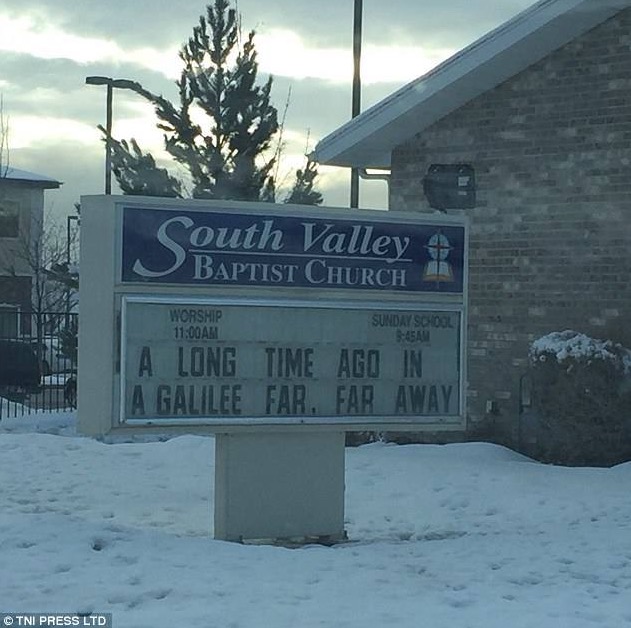 South Valley
BAPTIST CHURCH
WORSHIP
11:00AM
SUNDAY SCHOOL
9:45AM
A LONG TIME AGO IN
A GALILEE FAR, FAR AWAY
© TNI PRESS LTD